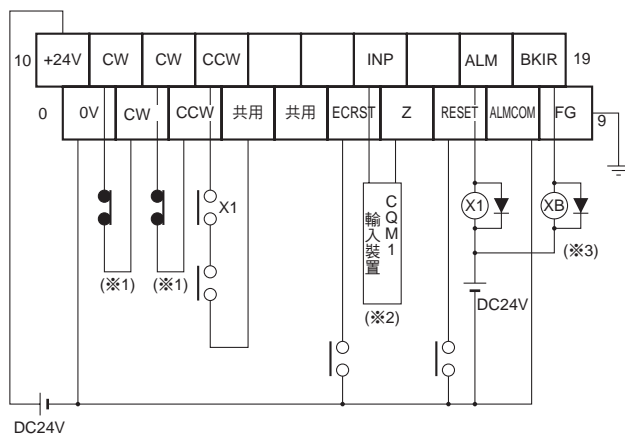 10 +24V CW CW CCW INP ALM BKIR 19
0 0V CW CCW 共用 共用 ECRST Z RESET ALMCOM FG 9
X1
輸入裝置
CQM1
X1
XB
(※1)
(※1)
(※2)
(※3)
DC24V
DC24V